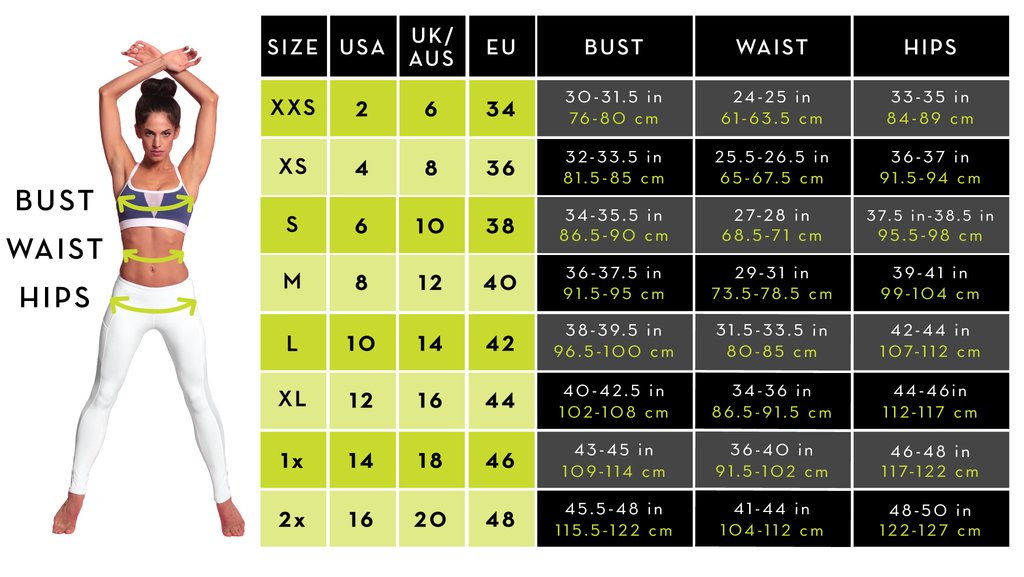 SIZE USA UK/ AUS EU BUST WAIST HIPS
XXS 2 6 34 30-31.5 in 24-25 in 33-35 in
76-80 cm 61-63.5 cm 84-89 cm
XS 4 8 36 32-33.5 in 25.5-26.5 in 36-37 in
81.5-85 cm 65-67.5 cm 91.5-94 cm
S 6 10 38 34-35.5 in 27-28 in 37.5 in-38.5 in
86.5-90 cm 68.5-71 cm 95.5-98 cm
M 8 12 40 36-37.5 in 29-31 in 39-41 in
91.5-95 cm 73.5-78.5 cm 99-104 cm
L 10 14 42 38-39.5 in 31.5-33.5 in 42-44 in
96.5-100 cm 80-85 cm 107-112 cm
XL 12 16 44 40-42.5 in 34-36 in 44-46in
102-108 cm 86.5-91.5 cm 112-117 cm
1x 14 18 46 43-45 in 36-40 in 46-48 in
109-114 cm 91.5-102 cm 117-122 cm
2x 16 20 48 45.5-48 in 41-44 in 48-50 in
115.5-122 cm 104-112 cm 122-127 cm
BUST
WAIST
HIPS